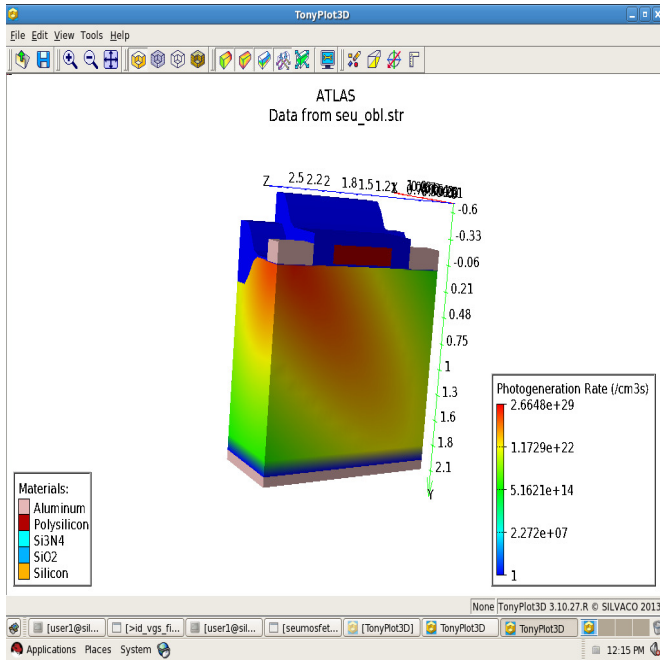 TonyPlot3D
File Edit View Tools Help
ATLAS
Data from seu_obl.str
Z 2.5 2.2 2 1.8 1.5 1.2 X
-0.6
-0.33
-0.06
0.21
0.48
0.75
1
1.3
1.6
1.8
2.1
Y
Photogeneration Rate (/cm3s)
2.6648e+29
1.1729e+22
5.1621e+14
2.272e+07
1
Materials:
Aluminum
Polysilicon
Si3N4
SiO2
Silicon
None TonyPlot3D 3.10.27.R © SILVACO 2013
[user1@sil... [>id_vgs_fi... [user1@sil... [seumosfet... [TonyPlot3D] TonyPlot3D TonyPlot3D
Applications Places System 12:15 PM